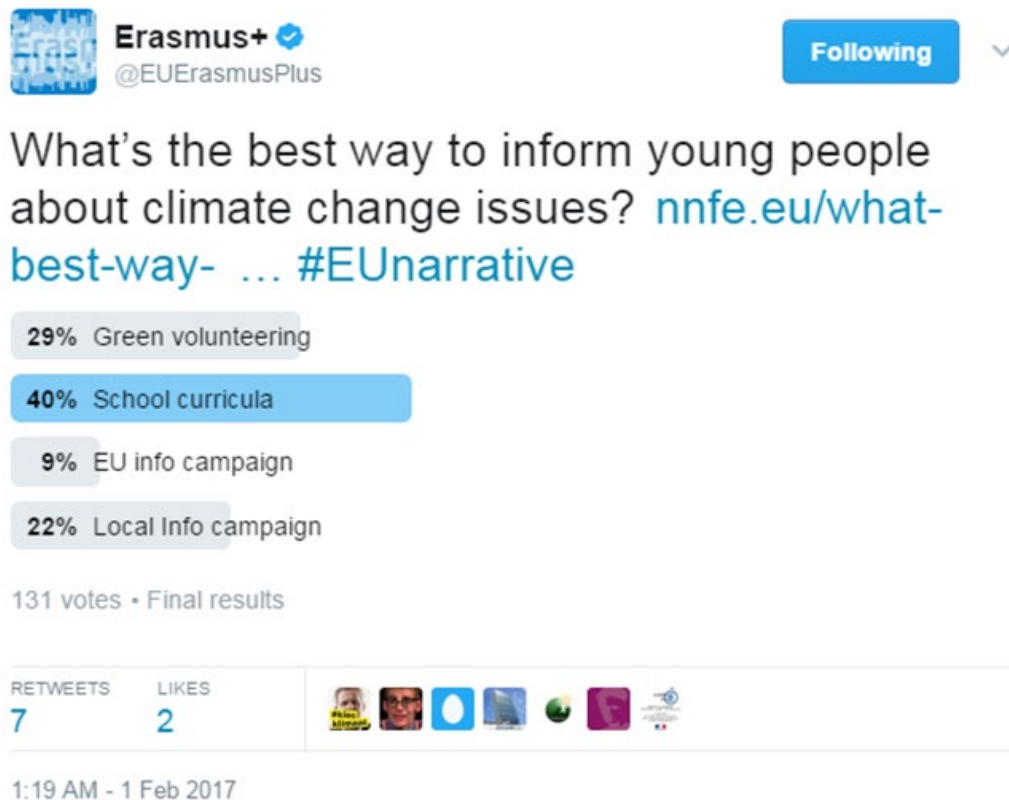 Erasmus+
@EUErasmusPlus
Following
What's the best way to inform young people
about climate change issues? nnfe.eu/what-
best-way- … #EUnarrative
29% Green volunteering
40% School curricula
9% EU info campaign
22% Local Info campaign
131 votes • Final results
RETWEETS LIKES
7 2
1:19 AM - 1 Feb 2017